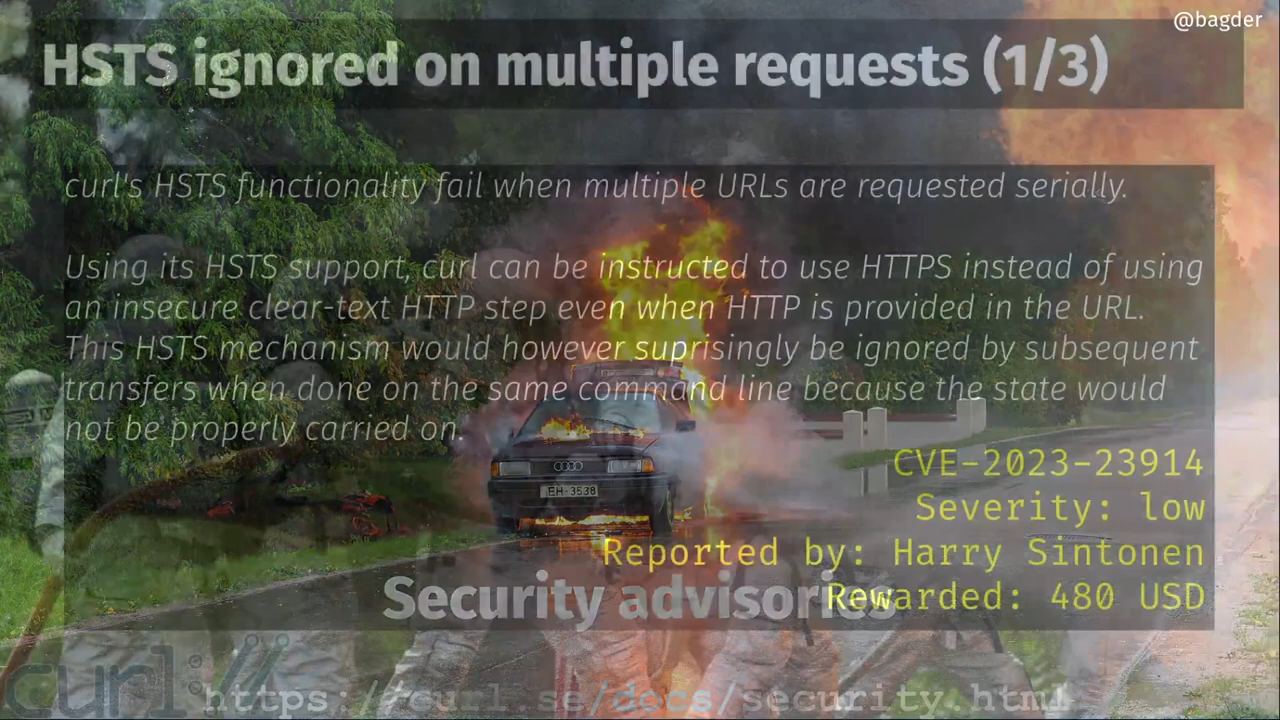 @bagder
HSTS ignored on multiple requests (1/3)
curl's HSTS functionality fail when multiple URLs are requested serially.
Using its HSTS support, curl can be instructed to use HTTPS instead of using
an insecure clear-text HTTP step even when HTTP is provided in the URL.
This HSTS mechanism would however suprisingly be ignored by subsequent
transfers when done on the same command line because the state would
not be properly carried on.
CVE-2023-23914
Severity: low
EH-3538
Reported by: Harry Sintonen
Security advisories
Rewarded: 480 USD
curl://
https://curl.se/docs/security.html